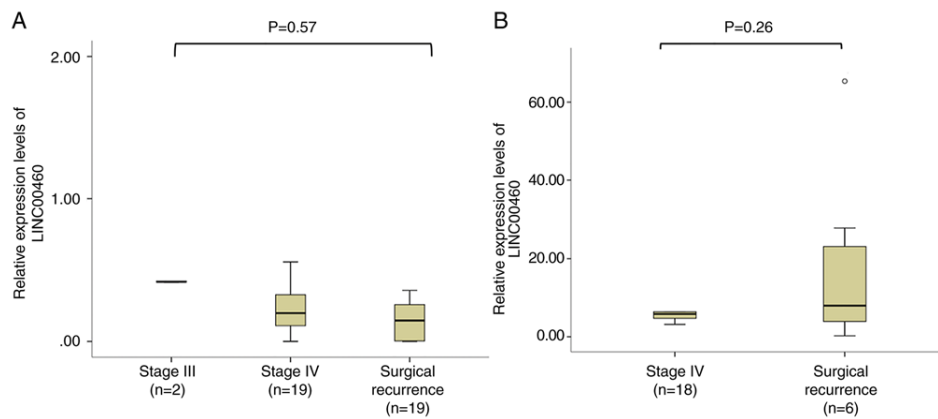 A
P=0.57
Relative expression levels of
LINC00460
2.00
1.00
.00
Stage III
(n=2)
Stage IV
(n=19)
Surgical
recurrence
(n=19)
B
P=0.26
Relative expression levels of
LINC00460
60.00
40.00
20.00
0.00
Stage IV
(n=18)
Surgical
recurrence
(n=6)